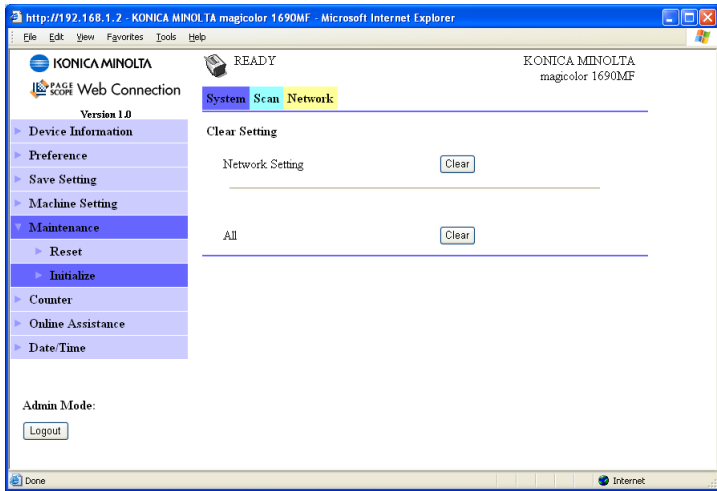 http://192.168.1.2 - KONICA MINOLTA magicolor 1690MF - Microsoft Internet Explorer
File Edit View Favorites Tools Help
KONICA MINOLTA
PAGE SCOPE Web Connection
Version 1.0
READY
KONICA MINOLTA
magicolor 1690MF
System Scan Network
Device Information
Preference
Save Setting
Machine Setting
Maintenance
Reset
Initialize
Counter
Online Assistance
Date/Time
Admin Mode:
Logout
Clear Setting
Network Setting Clear
All Clear
Done Internet